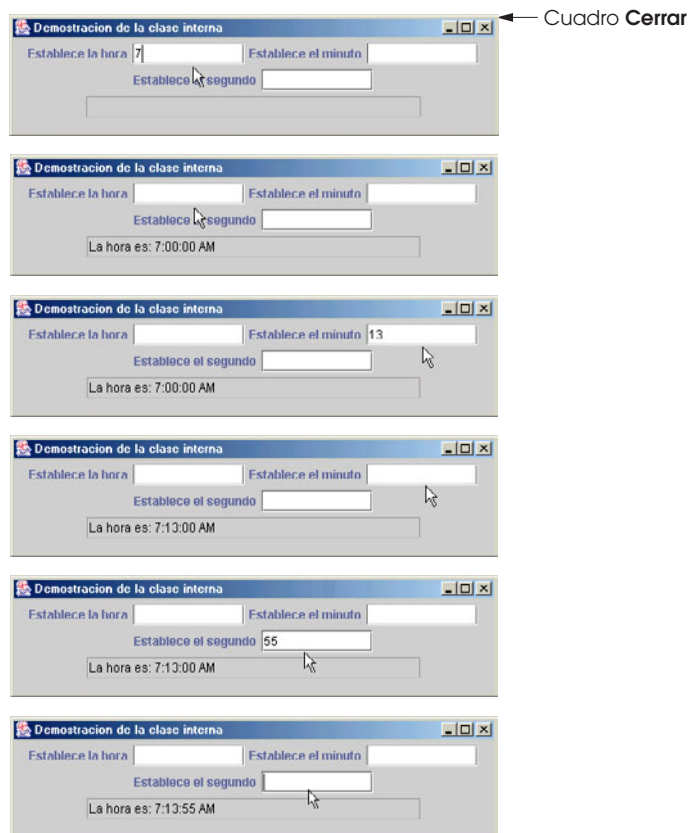 Demostracion de la clase interna
Cuadro Cerrar
Establece la hora 7 Establece el minuto
Establece el segundo
Demostracion de la clase interna
Establece la hora Establece el minuto
Establece el segundo
La hora es: 7:00:00 AM
Demostracion de la clase interna
Establece la hora Establece el minuto 13
Establece el segundo
La hora es: 7:00:00 AM
Demostracion de la clase interna
Establece la hora Establece el minuto
Establece el segundo
La hora es: 7:13:00 AM
Demostracion de la clase interna
Establece la hora Establece el minuto
Establece el segundo 55
La hora es: 7:13:00 AM
Demostracion de la clase interna
Establece la hora Establece el minuto
Establece el segundo
La hora es: 7:13:55 AM